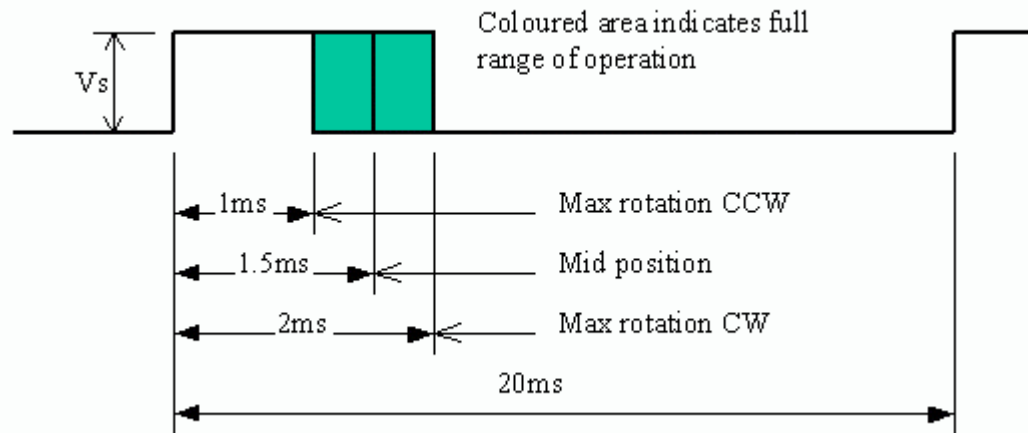 Coloured area indicates full
range of operation
Vs
1ms
Max rotation CCW
1.5ms
Mid position
2ms
Max rotation CW
20ms